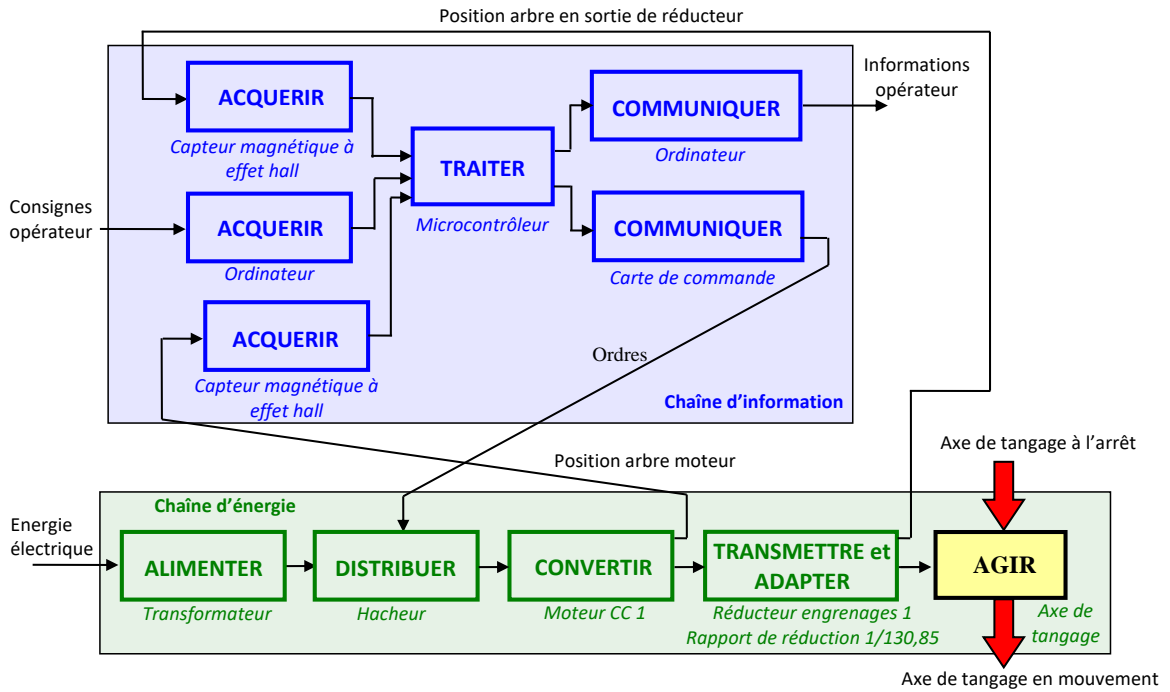 Position arbre en sortie de réducteur
Informations
opérateur
ACQUERIR
Capteur magnétique à
effet hall
COMMUNIQUER
Ordinateur
TRAITER
Microcontrôleur
Consignes
opérateur
ACQUERIR
Ordinateur
COMMUNIQUER
Carte de commande
ACQUERIR
Capteur magnétique à
effet hall
Ordres
Chaîne d'information
Position arbre moteur
Axe de tangage à l'arrêt
Chaîne d'énergie
Energie
électrique
ALIMENTER
Transformateur
DISTRIBUER
Hacheur
CONVERTIR
Moteur CC 1
TRANSMETTRE et
ADAPTER
Réducteur engrenages 1
Rapport de réduction 1/130,85
AGIR
Axe de
tangage
Axe de tangage en mouvement